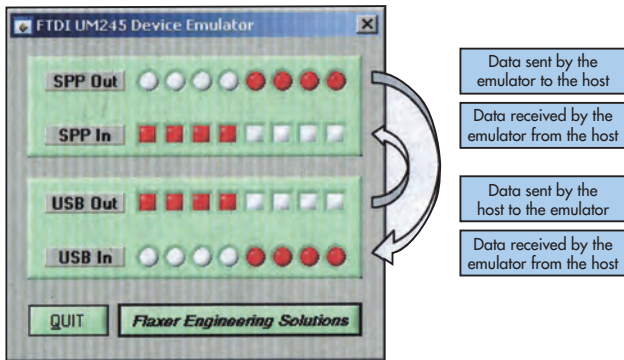 FTDI UM245 Device Emulator
SPP Out
SPP In
USB Out
USB In
QUIT
Flaxer Engineering Solutions
Data sent by the
emulator to the host
Data received by the
emulator from the host
Data sent by the
host to the emulator
Data received by the
emulator from the host